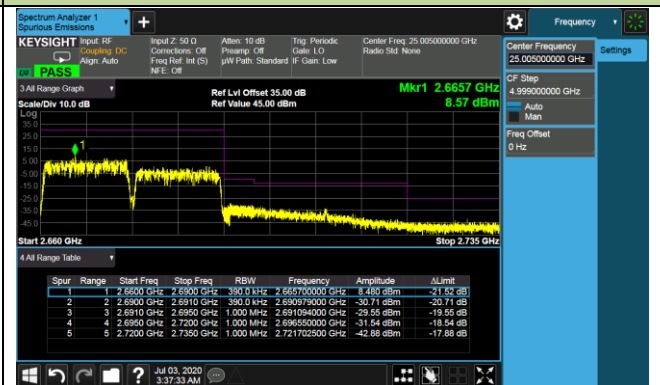 Spectrum Analyzer 1
Spurious Emissions
Frequency
KEYSIGHT Input: RF
Coupling: DC
Align: Auto
Input Z: 50 Ω
Corrections: Off
Freq Ref: Int (S)
NFE: Off
Atten: 10 dB
Preamp: Off
µW Path: Standard
Trig: Periodic
Gate: LO
IF Gain: Low
Center Freq: 25.005000000 GHz
Radio Std: None
PASS
Center Frequency
25.005000000 GHz
Settings
CF Step
4.999000000 GHz
Auto
Man
Freq Offset
0 Hz
3 All Range Graph
Scale/Div 10.0 dB
Ref Lvl Offset 35.00 dB
Ref Value 45.00 dBm
Mkr1 2.6657 GHz
8.57 dBm
Log
35.0
25.0
15.0
5.00
-5.00
-15.0
-25.0
-35.0
-45.0
1
Start 2.660 GHz
Stop 2.735 GHz
4 All Range Table
Spur Range Start Freq Stop Freq RBW Frequency Amplitude ΔLimit
1 1 2.6600 GHz 2.6900 GHz 390.0 kHz 2.665700000 GHz 8.480 dBm -21.52 dB
2 2 2.6900 GHz 2.6910 GHz 390.0 kHz 2.690979000 GHz -30.71 dBm -20.71 dB
3 3 2.6910 GHz 2.6950 GHz 1.000 MHz 2.691094000 GHz -29.55 dBm -19.55 dB
4 4 2.6950 GHz 2.7200 GHz 1.000 MHz 2.696550000 GHz -31.54 dBm -18.54 dB
5 5 2.7200 GHz 2.7350 GHz 1.000 MHz 2.721702500 GHz -42.88 dBm -17.88 dB
Jul 03, 2020
3:37:33 AM